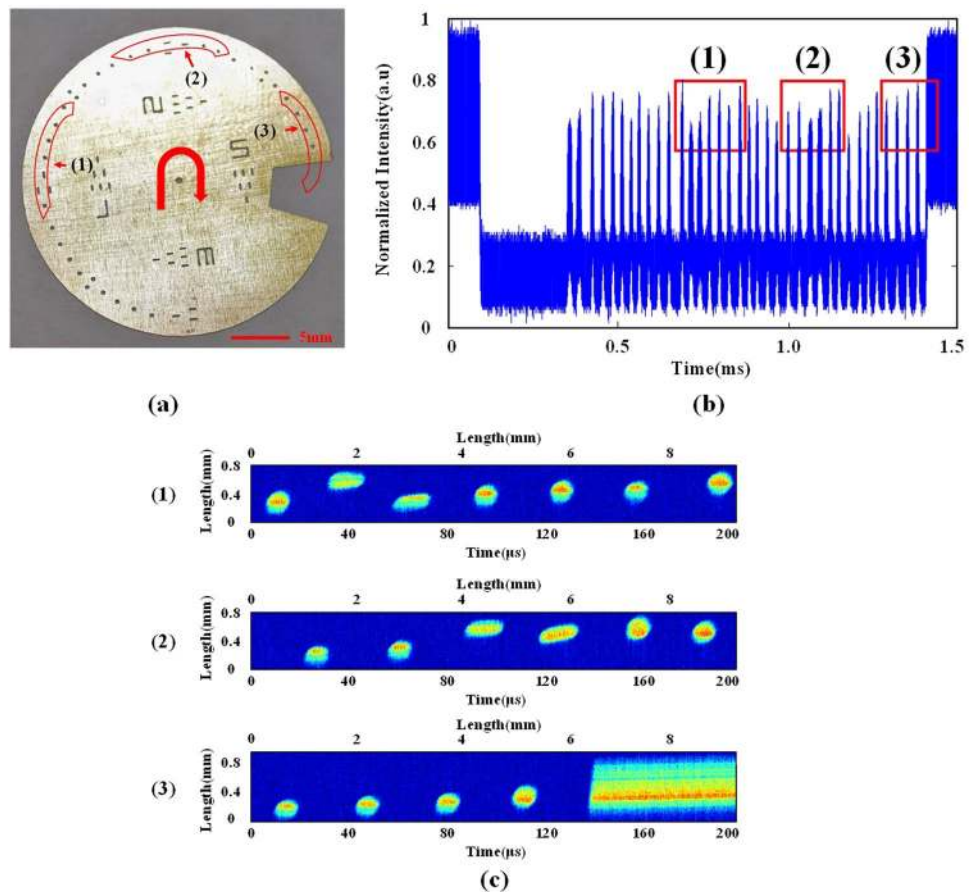 (2)
(3)
(1)
2
5
1
3
5mm
(a)
1
0.8
0.6
0.4
0.2
0
Normalized Intensity(a.u)
(1) (2) (3)
0 0.5 1.0 1.5
Time(ms)
(b)
Length(mm)
0 2 4 6 8
(1)
Length(mm)
0.8
0.4
0
0 40 80 120 160 200
Time(μs)
Length(mm)
0 2 4 6 8
(2)
Length(mm)
0.8
0.4
0
0 40 80 120 160 200
Time(μs)
Length(mm)
0 2 4 6 8
(3)
Length(mm)
0.8
0.4
0
0 40 80 120 160 200
Time(μs)
(c)